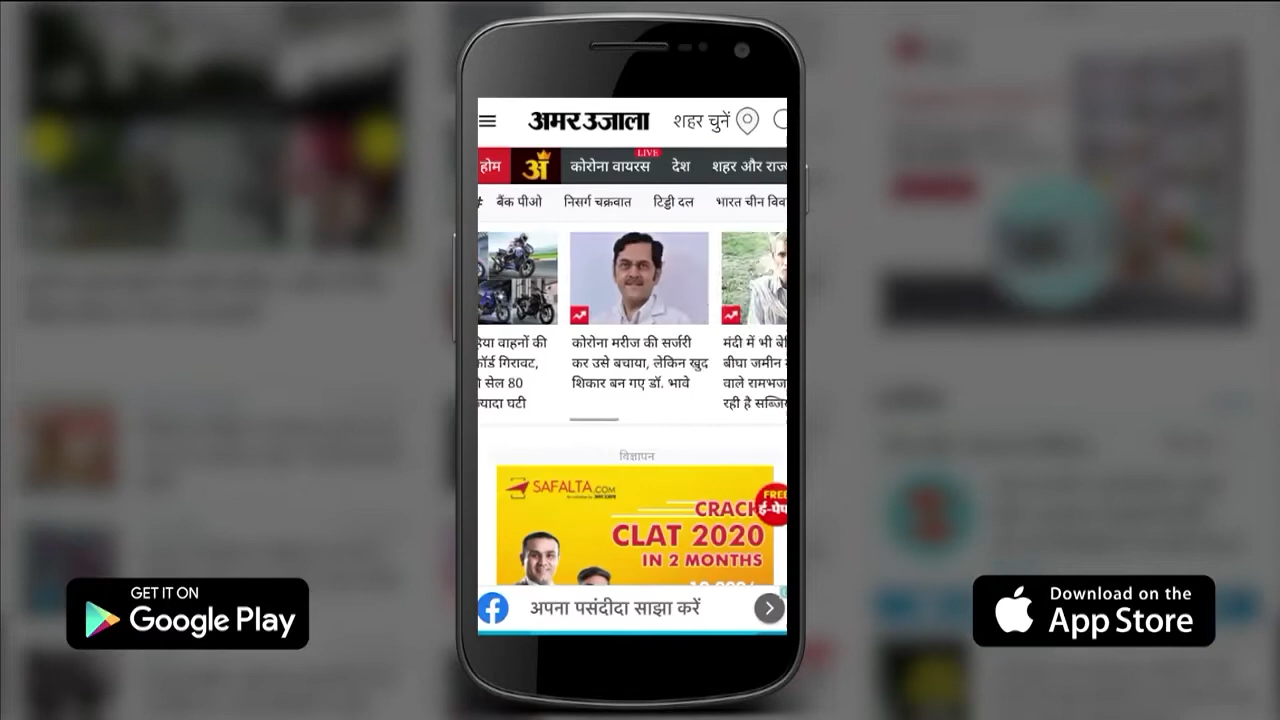 अमर उजाला
शहर चुनें
होम
अ
कोरोना वायरस
LIVE
देश
शहर और राज्
#
बैंक पीओ
निसर्ग चक्रवात
टिड्डी दल
भारत चीन विवा
वाहनों की
गिरावट,
सेल 80
घटी
कोरोना मरीज की सर्जरी
कर उसे बचाया, लेकिन खुद
शिकार बन गए डॉ. भावे
मंदी में भी
बीघा जमीन
वाले रामभज
रही है
विज्ञापन
SAFALTA.COM
CRACK
CLAT 2020
IN 2 MONTHS
FREE
ई-पेप
अपना पसंदीदा साझा करें
GET IT ON
Google Play
Download on the
App Store